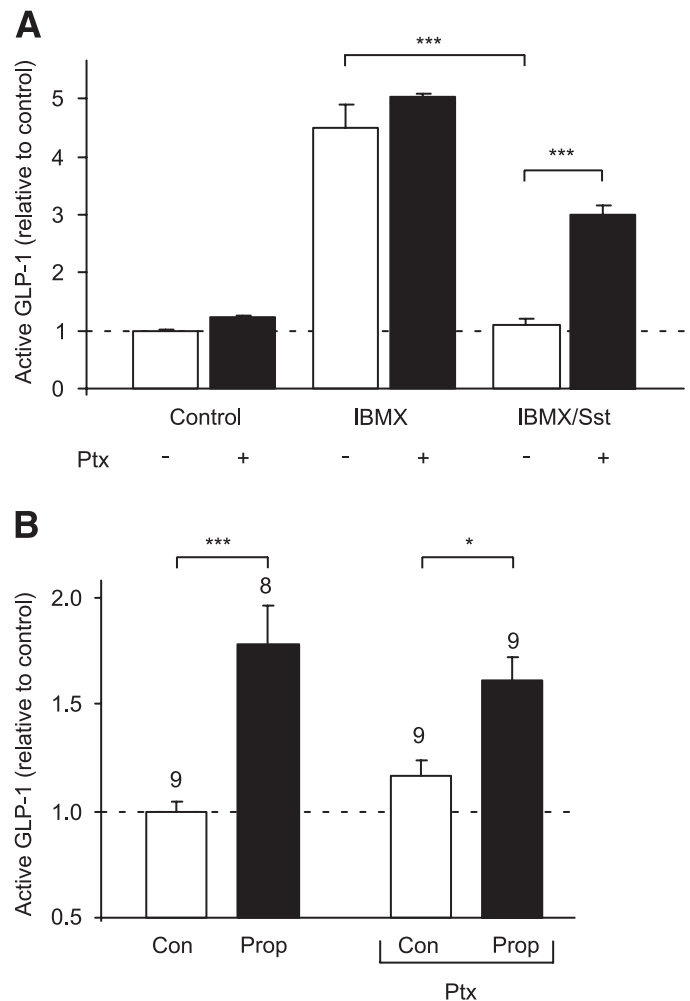 A
Active GLP-1 (relative to control)
***
***
5
4
3
2
1
0
Control IBMX IBMX/Sst
Ptx - + - + - +
B
Active GLP-1 (relative to control)
*** *
8
2.0
9
1.5
9
9
1.0
0.5
Con Prop Con Prop
Ptx